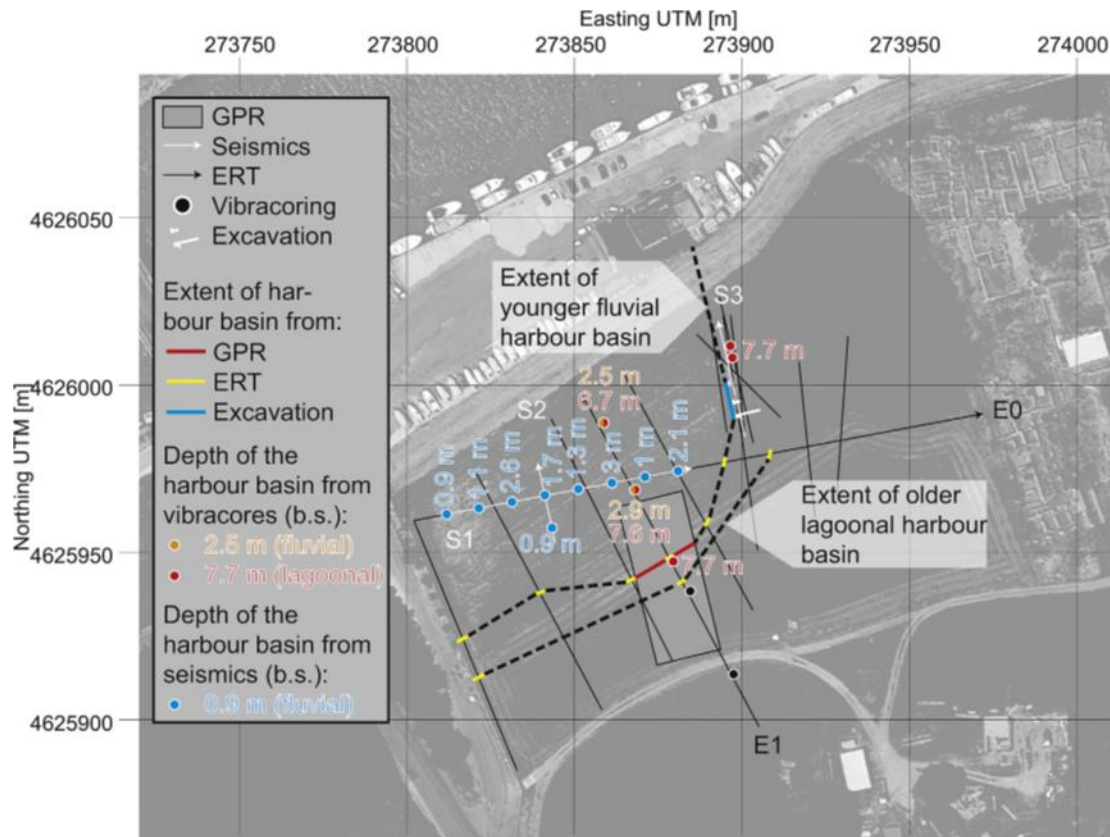 Easting UTM [m]
273750 273800 273850 273900 273950 274000
Northing UTM [m]
4626050
4626000
4625950
4625900
GPR
Seismics
ERT
Vibracoring
Excavation
Extent of har-
bour basin from:
GPR
ERT
Excavation
Depth of the
harbour basin from
vibracores (b.s.):
2.5 m (fluvial)
7.7 m (lagoonal)
Depth of the
harbour basin from
seismics (b.s.):
0.9 m (fluvial)
Extent of
younger fluvial
harbour basin
S3
7.7 m
2.5 m
6.7 m
S2
E0
0.9 m
1.1 m
2.6 m
1.7 m
1.3 m
3 m
1 m
2.1 m
S1
0.9 m
2.9 m
7.6 m
7.7 m
Extent of older
lagoonal harbour
basin
E1